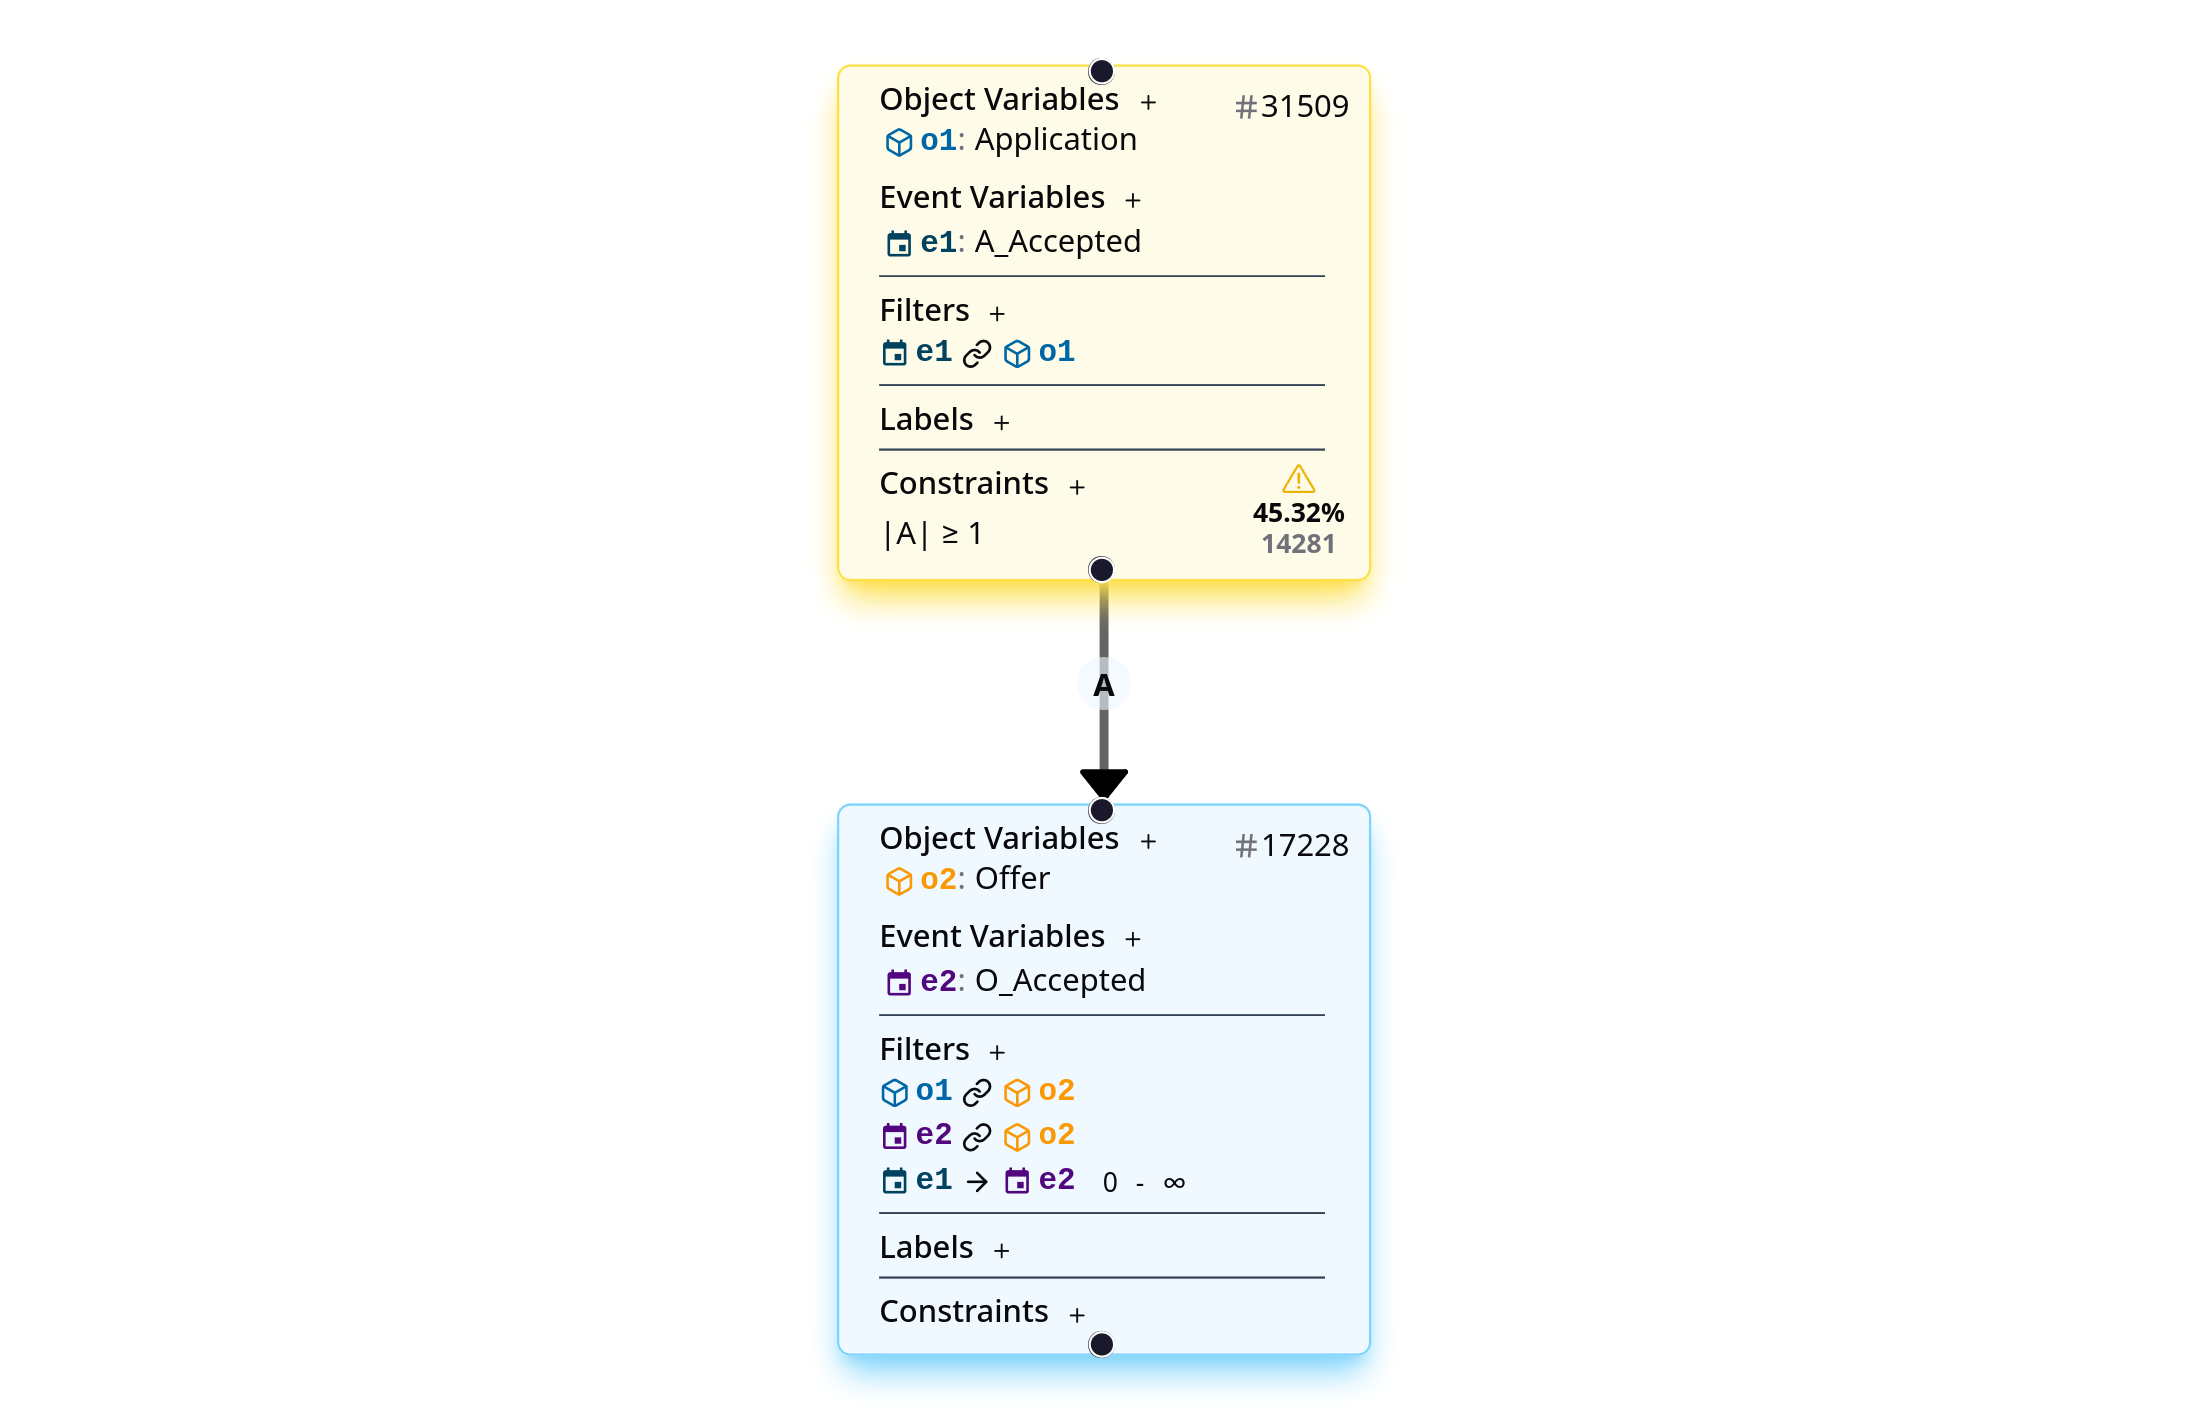 Object Variables + #31509
o1: Application
Event Variables +
e1: A_Accepted
Filters +
e1 o1
Labels +
Constraints +
45.32%
|A| ≥ 1
14281
A
Object Variables + #17228
o2: Offer
Event Variables +
e2: O_Accepted
Filters +
o1 o2
e2 o2
e1 → e2 0 - ∞
Labels +
Constraints +